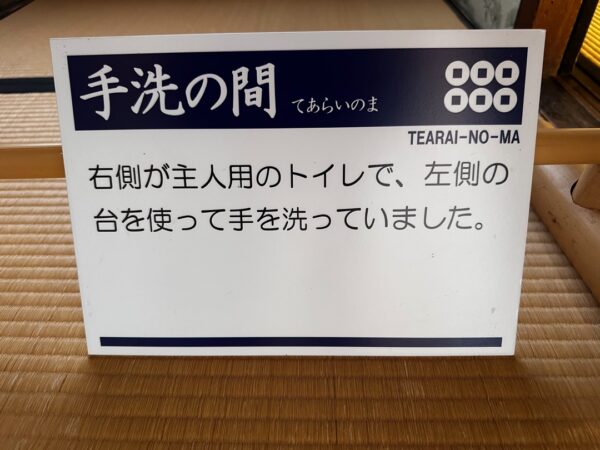 手洗の間 てあらいのま
TEARAI-NO-MA
右側が主人用のトイレで、左側の
台を使って手を洗っていました。